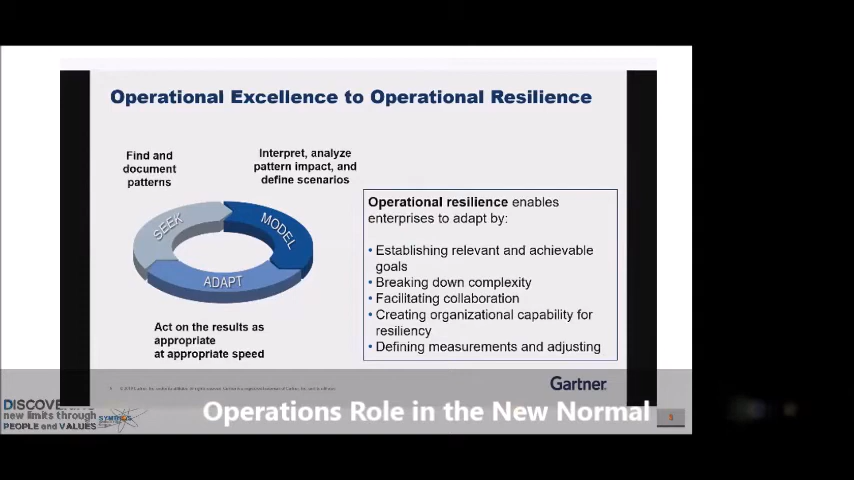 Operational Excellence to Operational Resilience
Find and
document
patterns
Interpret, analyze
pattern impact, and
define scenarios
SEEK
MODEL
ADAPT
Act on the results as
appropriate
at appropriate speed
Operational resilience enables
enterprises to adapt by:
• Establishing relevant and achievable
goals
• Breaking down complexity
• Facilitating collaboration
• Creating organizational capability for
resiliency
• Defining measurements and adjusting
Gartner
DISCOVER
new limits through
PEOPLE and VALUES
Operations Role in the New Normal
3